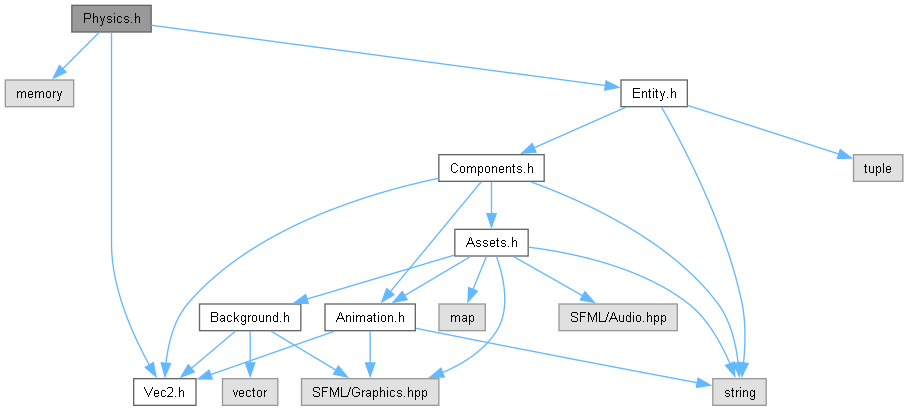 Physics.h
memory
Entity.h
Components.h
tuple
Assets.h
Background.h
Animation.h
map
SFML/Audio.hpp
Vec2.h
vector
SFML/Graphics.hpp
string